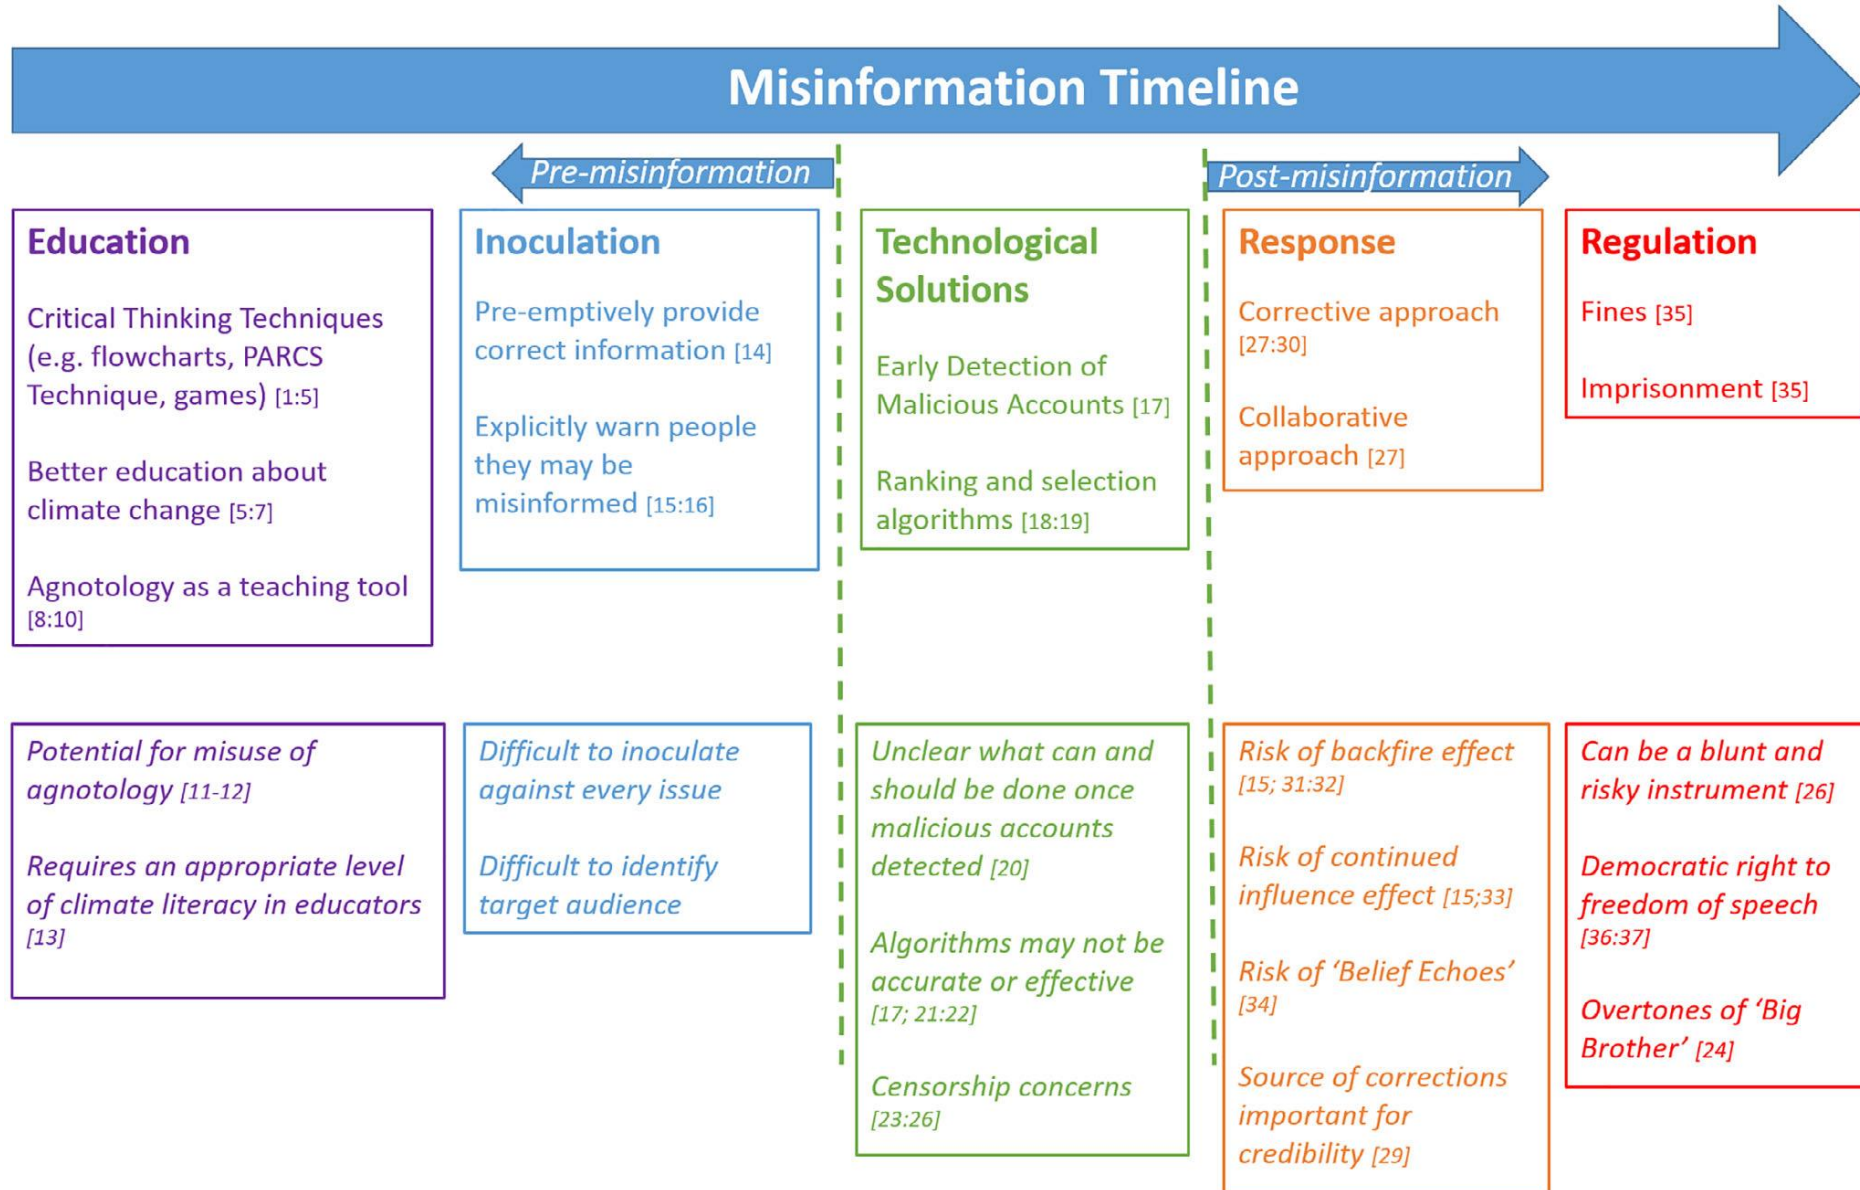 Misinformation Timeline
Pre-misinformation
Post-misinformation
Education
Critical Thinking Techniques
(e.g. flowcharts, PARCS
Technique, games) [1:5]
Better education about
climate change [5:7]
Agnotology as a teaching tool
[8:10]
Inoculation
Pre-emptively provide
correct information [14]
Explicitly warn people
they may be
misinformed [15:16]
Technological
Solutions
Early Detection of
Malicious Accounts [17]
Ranking and selection
algorithms [18:19]
Response
Corrective approach
[27:30]
Collaborative
approach [27]
Regulation
Fines [35]
Imprisonment [35]
Potential for misuse of
agnotology [11-12]
Requires an appropriate level
of climate literacy in educators
[13]
Difficult to inoculate
against every issue
Difficult to identify
target audience
Unclear what can and
should be done once
malicious accounts
detected [20]
Algorithms may not be
accurate or effective
[17; 21:22]
Censorship concerns
[23:26]
Risk of backfire effect
[15; 31:32]
Risk of continued
influence effect [15;33]
Risk of ‘Belief Echoes’
[34]
Source of corrections
important for
credibility [29]
Can be a blunt and
risky instrument [26]
Democratic right to
freedom of speech
[36:37]
Overtones of ‘Big
Brother’ [24]